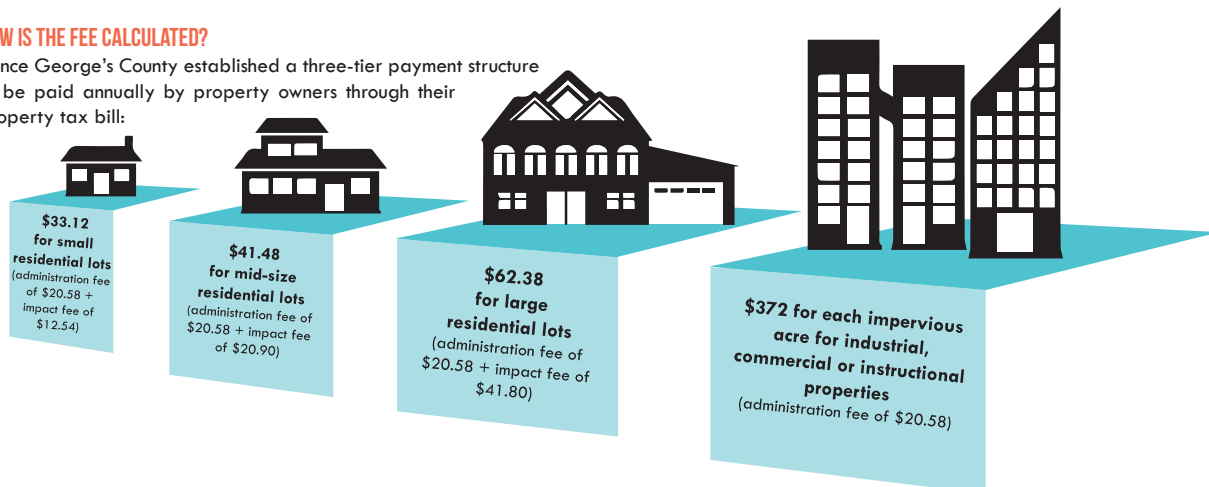 W IS THE FEE CALCULATED?
nce George's County established a three-tier payment structure
be paid annually by property owners through their
operty tax bill:
$33.12
for small
residential lots
(administration fee
of $20.58 +
impact fee of
$12.54)
$41.48
for mid-size
residential lots
(administration fee of
$20.58 + impact fee
of $20.90)
$62.38
for large
residential lots
(administration fee of
$20.58 + impact fee of
$41.80)
$372 for each impervious
acre for industrial,
commercial or instructional
properties
(administration fee of $20.58)